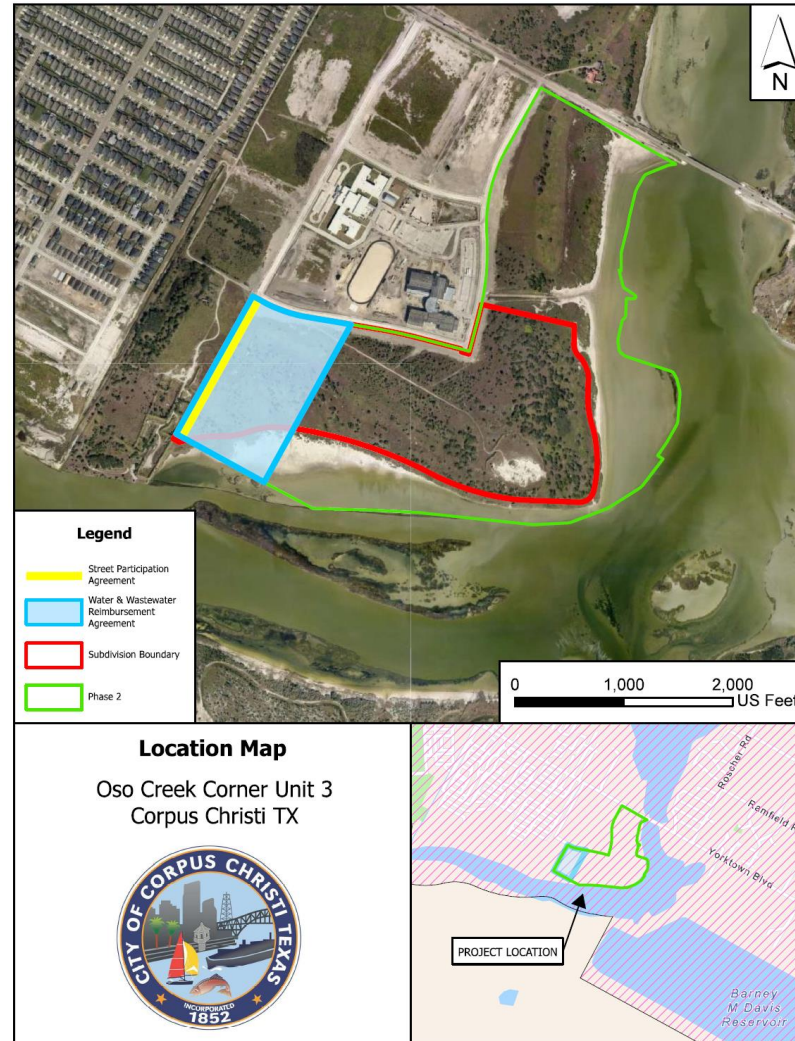 N
Legend
Street Participation
Agreement
Water & Wastewater
Reimbursement
Agreement
Subdivision Boundary
Phase 2
0 1,000 2,000
US Feet
Location Map
Oso Creek Corner Unit 3
Corpus Christi TX
CITY OF CORPUS CHRISTI TEXAS
INCORPORATED
1852
Roscher Rd
Ramfield R
Yorktown Blvd
PROJECT LOCATION
Barney
M Davis
Reservoir